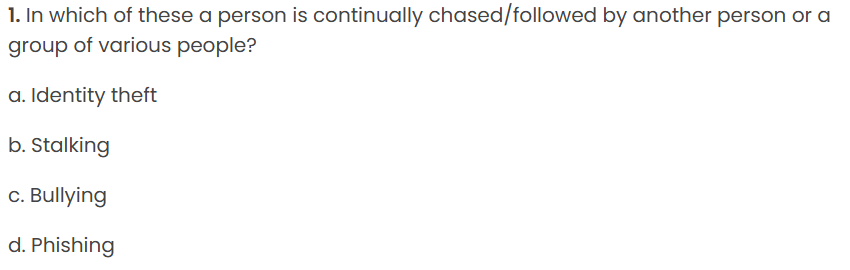 1. In which of these a person is continually chased/followed by another person or a
group of various people?
a. Identity theft
b. Stalking
c. Bullying
d. Phishing